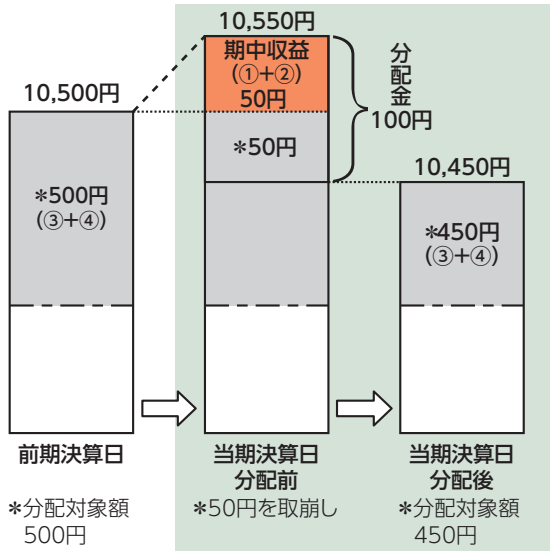 10,500円
*500円
(③+④)
前期決算日
*分配対象額
500円
10,550円
期中収益
(①+②)
50円
*50円
分配金
100円
当期決算日
分配前
*50円を取崩し
10,450円
*450円
(③+④)
当期決算日
分配後
*分配対象額
450円